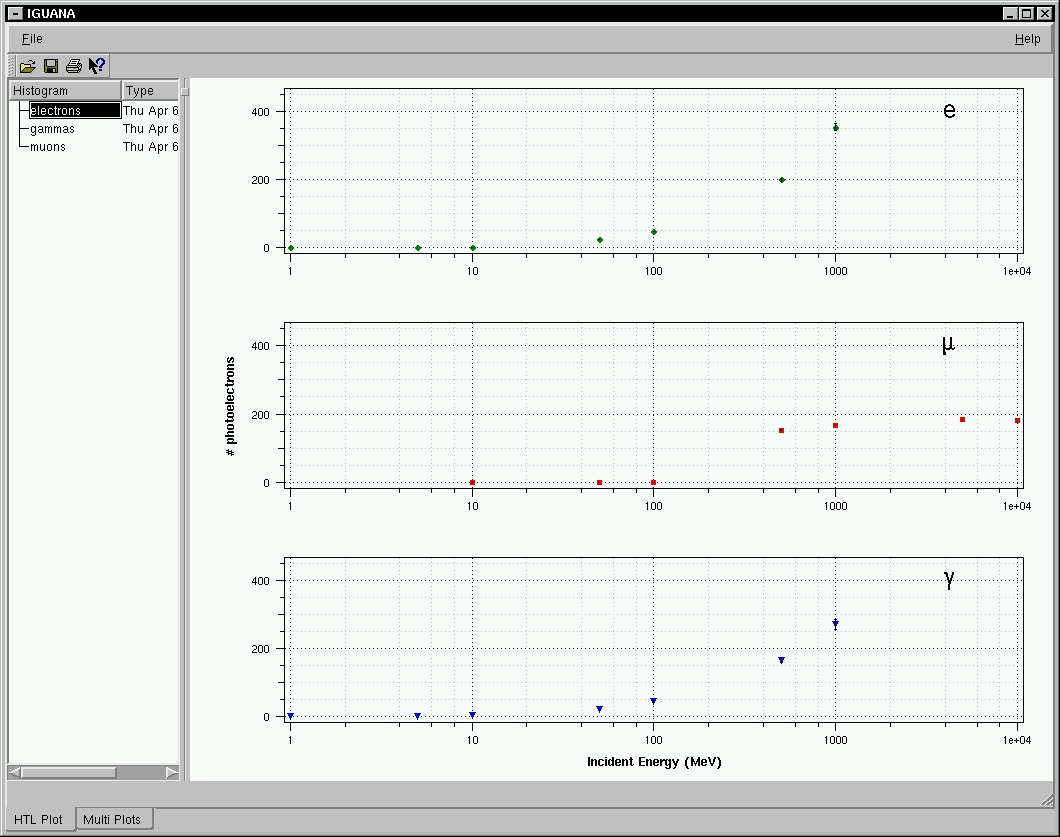 IGUANA
File Help
Histogram Type
electrons Thu Apr 6
gammas Thu Apr 6
muons Thu Apr 6
e
400
200
0
1 10 100 1000 1e+04
μ
400
200
0
1 10 100 1000 1e+04
# photoelectrons
γ
400
200
0
1 10 100 1000 1e+04
Incident Energy (MeV)
HTL Plot Multi Plots